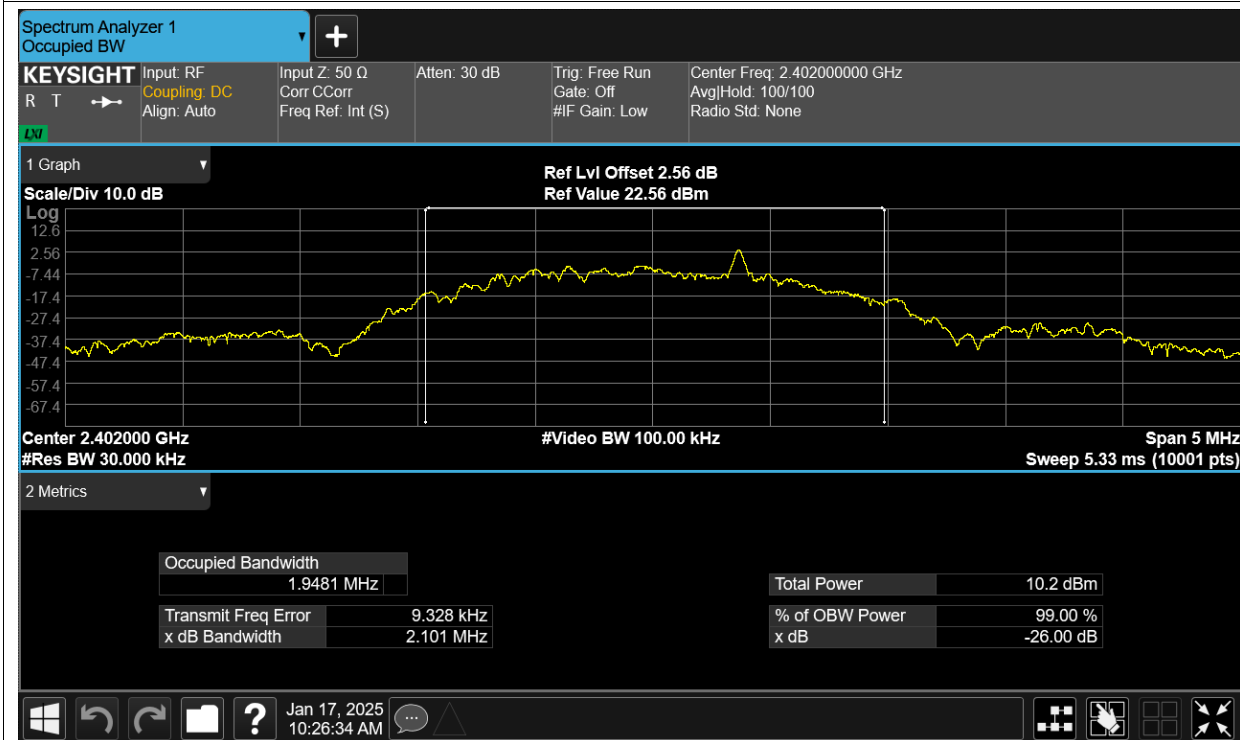 Spectrum Analyzer 1
Occupied BW
+
KEYSIGHT
R T
LXI
Input: RF
Coupling: DC
Align: Auto
Input Z: 50 Ω
Corr CCorr
Freq Ref: Int (S)
Atten: 30 dB
Trig: Free Run
Gate: Off
#IF Gain: Low
Center Freq: 2.402000000 GHz
Avg|Hold: 100/100
Radio Std: None
1 Graph
Scale/Div 10.0 dB
Ref Lvl Offset 2.56 dB
Ref Value 22.56 dBm
Log
12.6
2.56
-7.44
-17.4
-27.4
-37.4
-47.4
-57.4
-67.4
Center 2.402000 GHz
#Video BW 100.00 kHz
Span 5 MHz
#Res BW 30.000 kHz
Sweep 5.33 ms (10001 pts)
2 Metrics
Occupied Bandwidth
1.9481 MHz
Transmit Freq Error 9.328 kHz
x dB Bandwidth 2.101 MHz
Total Power 10.2 dBm
% of OBW Power 99.00 %
x dB -26.00 dB
?
Jan 17, 2025
10:26:34 AM